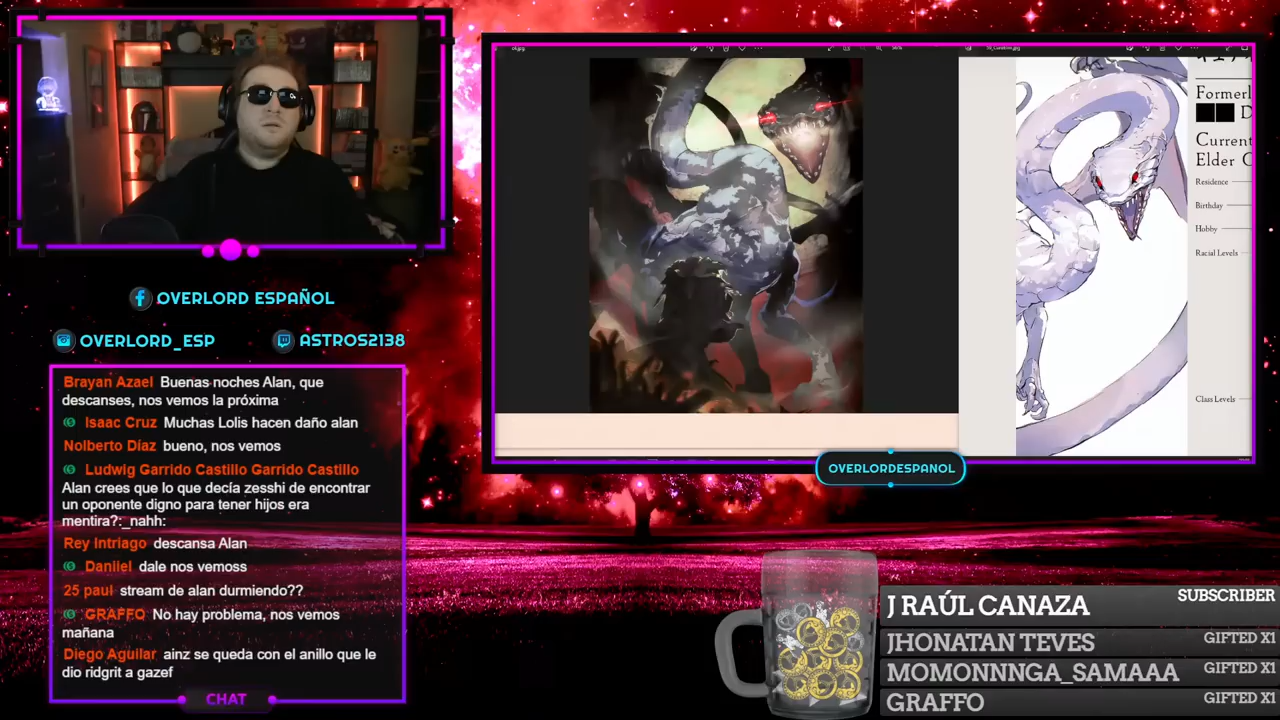 Formerl
D
Current
Elder C
Residence
Birthday
Hobby
Racial Levels
Class Levels
OVERLORDESPANOL
OVERLORD ESPAÑOL
OVERLORD_ESP
ASTROS2138
Brayan Azael Buenas noches Alan, que
descanses, nos vemos la próxima
Isaac Cruz Muchas Lolis hacen daño alan
Nolberto Díaz bueno, nos vemos
Ludwig Garrido Castillo Garrido Castillo
Alan crees que lo que decía zesshi de encontrar
un oponente digno para tener hijos era
mentira?:_nahh:
Rey Intriago descansa Alan
Daniiel dale nos vemoss
25 paul stream de alan durmiendo??
GRAFFO No hay problema, nos vemos
mañana
Diego Aguilar ainz se queda con el anillo que le
dio ridgrit a gazef
CHAT
J RAÚL CANAZA SUBSCRIBER
JHONATAN TEVES GIFTED X1
MOMONNNGA_SAMAAA GIFTED X1
GRAFFO GIFTED X1